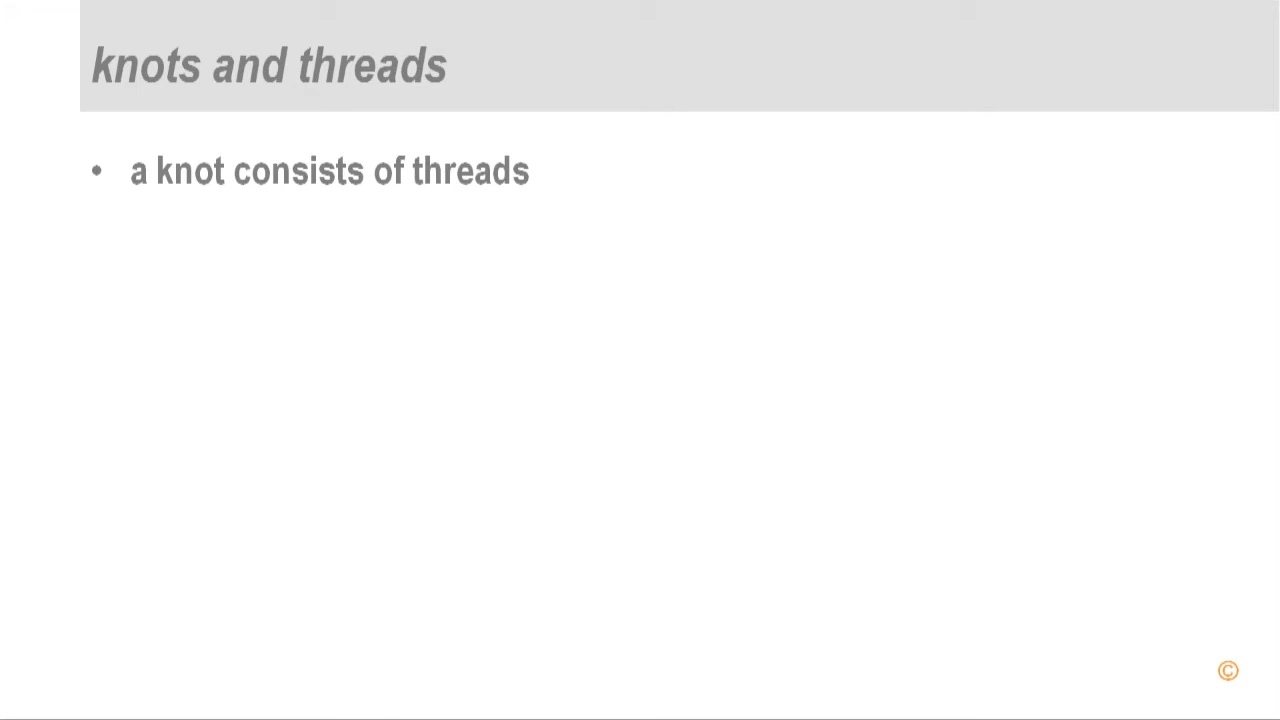 knots and threads
• a knot consists of threads
©